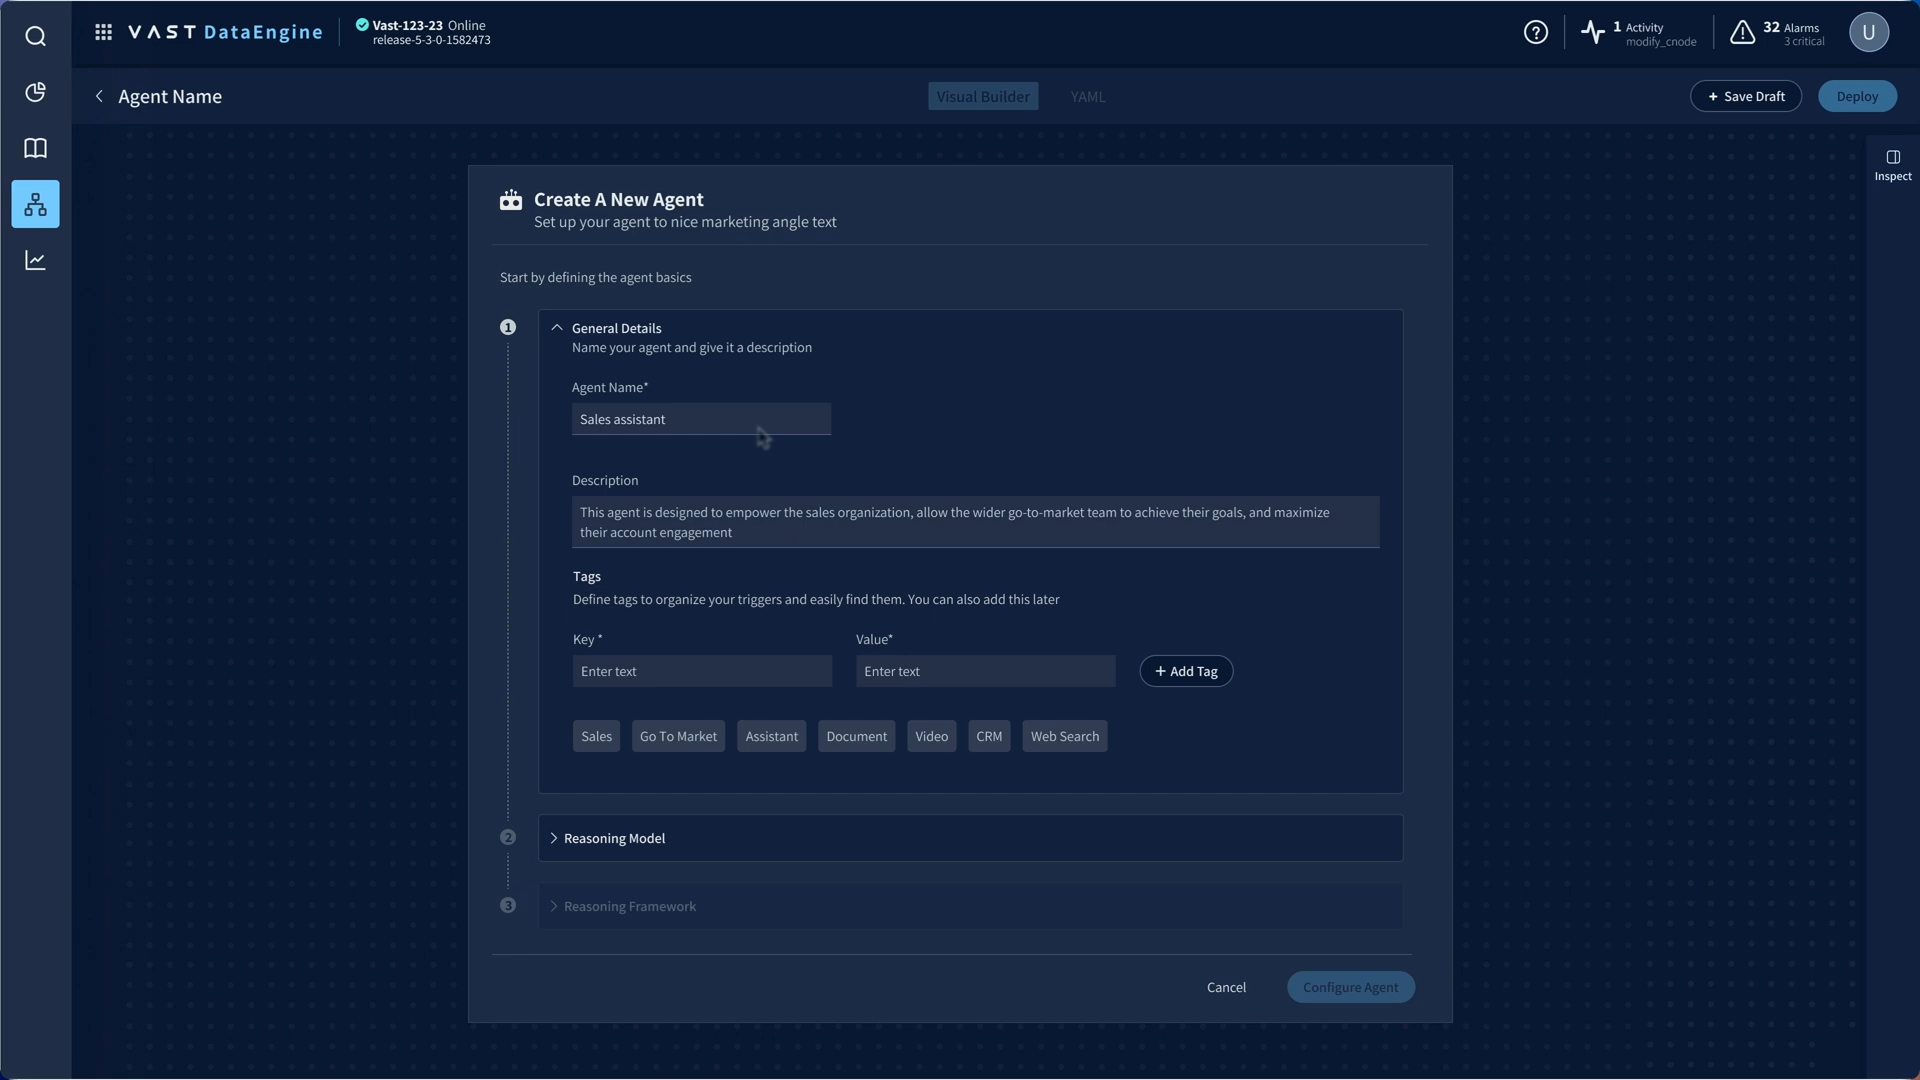 VAST DataEngine
Vast-123-23 Online
release-5-3-0-1582473
1 Activity
modify_cnode
32 Alarms
3 critical
U
Agent Name
Visual Builder
YAML
+ Save Draft
Deploy
Inspect
Create A New Agent
Set up your agent to nice marketing angle text
Start by defining the agent basics
1
General Details
Name your agent and give it a description
Agent Name*
Sales assistant
Description
This agent is designed to empower the sales organization, allow the wider go-to-market team to achieve their goals, and maximize
their account engagement
Tags
Define tags to organize your triggers and easily find them. You can also add this later
Key *
Value*
Enter text
Enter text
+ Add Tag
Sales
Go To Market
Assistant
Document
Video
CRM
Web Search
2
Reasoning Model
3
Reasoning Framework
Cancel
Configure Agent